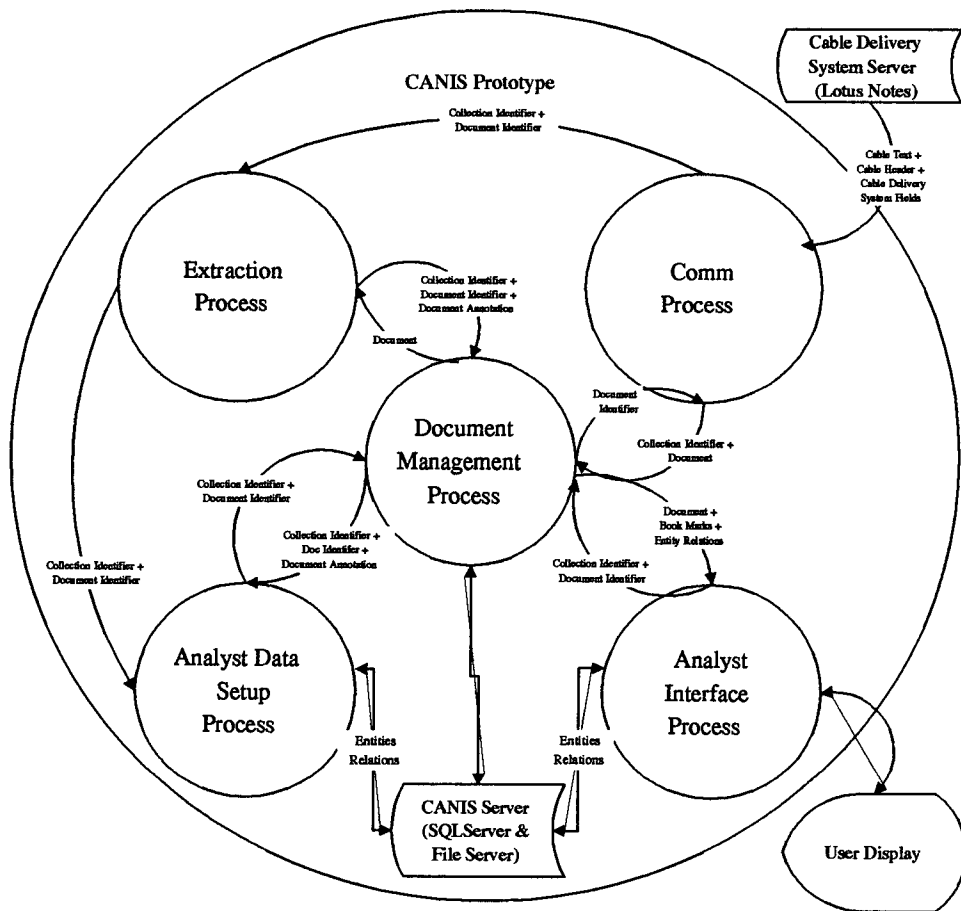 Cable Delivery
System Server
(Lotus Notes)
CANIS Prototype
Collection Identifier +
Document Identifier
Cable Text +
Cable Header +
Cable Delivery
System Fields
Extraction
Process
Comm
Process
Collection Identifier +
Document Identifier +
Document Annotation
Document
Document
Identifier
Document
Management
Process
Collection Identifier +
Document
Collection Identifier +
Document Identifier
Document +
Book Marks +
Entity Relations
Collection Identifier +
Doc Identifer +
Document Annotation
Collection Identifier +
Document Identifier
Collection Identifier +
Document Identifier
Analyst Data
Setup
Process
Analyst
Interface
Process
Entities
Relations
Entities
Relations
CANIS Server
(SQLServer &
File Server)
User Display